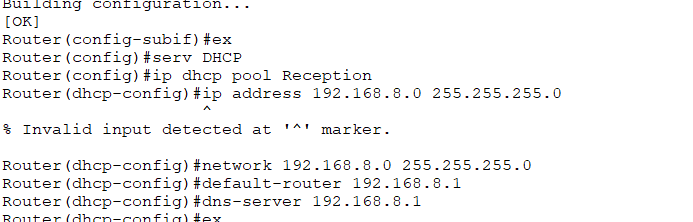 Building configuration...
[OK]
Router(config-subif)#ex
Router(config)#serv DHCP
Router(config)#ip dhcp pool Reception
Router(dhcp-config)#ip address 192.168.8.0 255.255.255.0
^
% Invalid input detected at '^' marker.
Router(dhcp-config)#network 192.168.8.0 255.255.255.0
Router(dhcp-config)#default-router 192.168.8.1
Router(dhcp-config)#dns-server 192.168.8.1
Router(dhcp-config)#ex